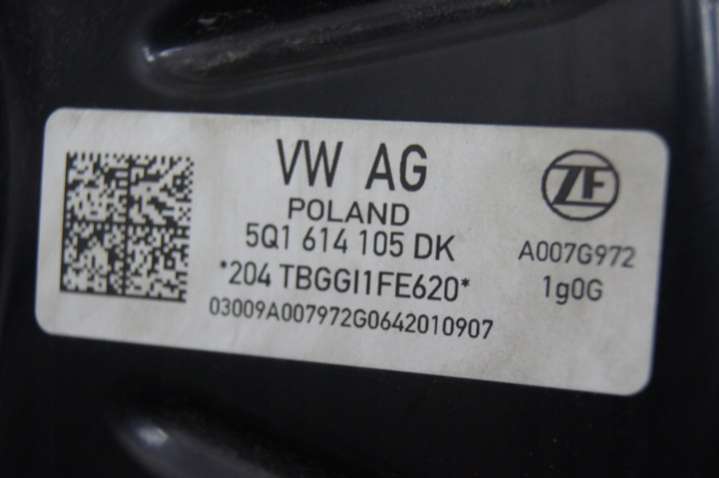 VW AG
POLAND
5Q1 614 105 DK
*204 TBGGI1FE620*
03009A007972G0642010907
ZF
A007G972
1g0G